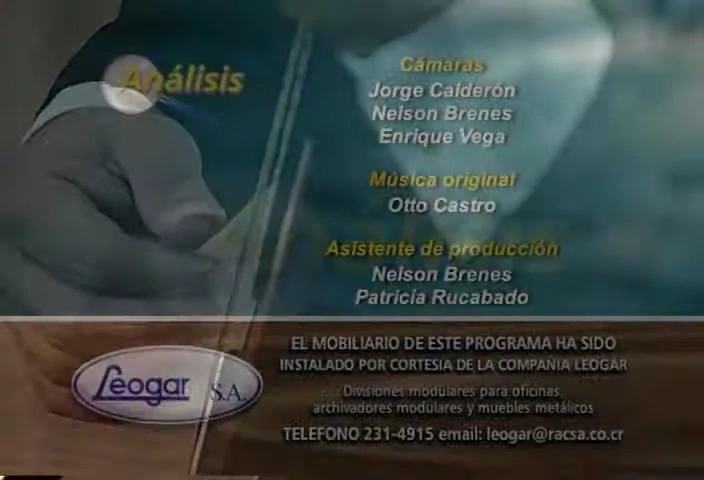 Análisis
Cámaras
Jorge Calderón
Nelson Brenes
Enrique Vega
Música original
Otto Castro
Asistente de producción
Nelson Brenes
Patricia Rucabado
Leogar S.A.
EL MOBILIARIO DE ESTE PROGRAMA HA SIDO
INSTALADO POR CORTESIA DE LA COMPAÑIA LEOGAR
Divisiones modulares para oficinas,
archivadores modulares y muebles metálicos
TELEFONO 231-4915 email: leogar@racsa.co.cr